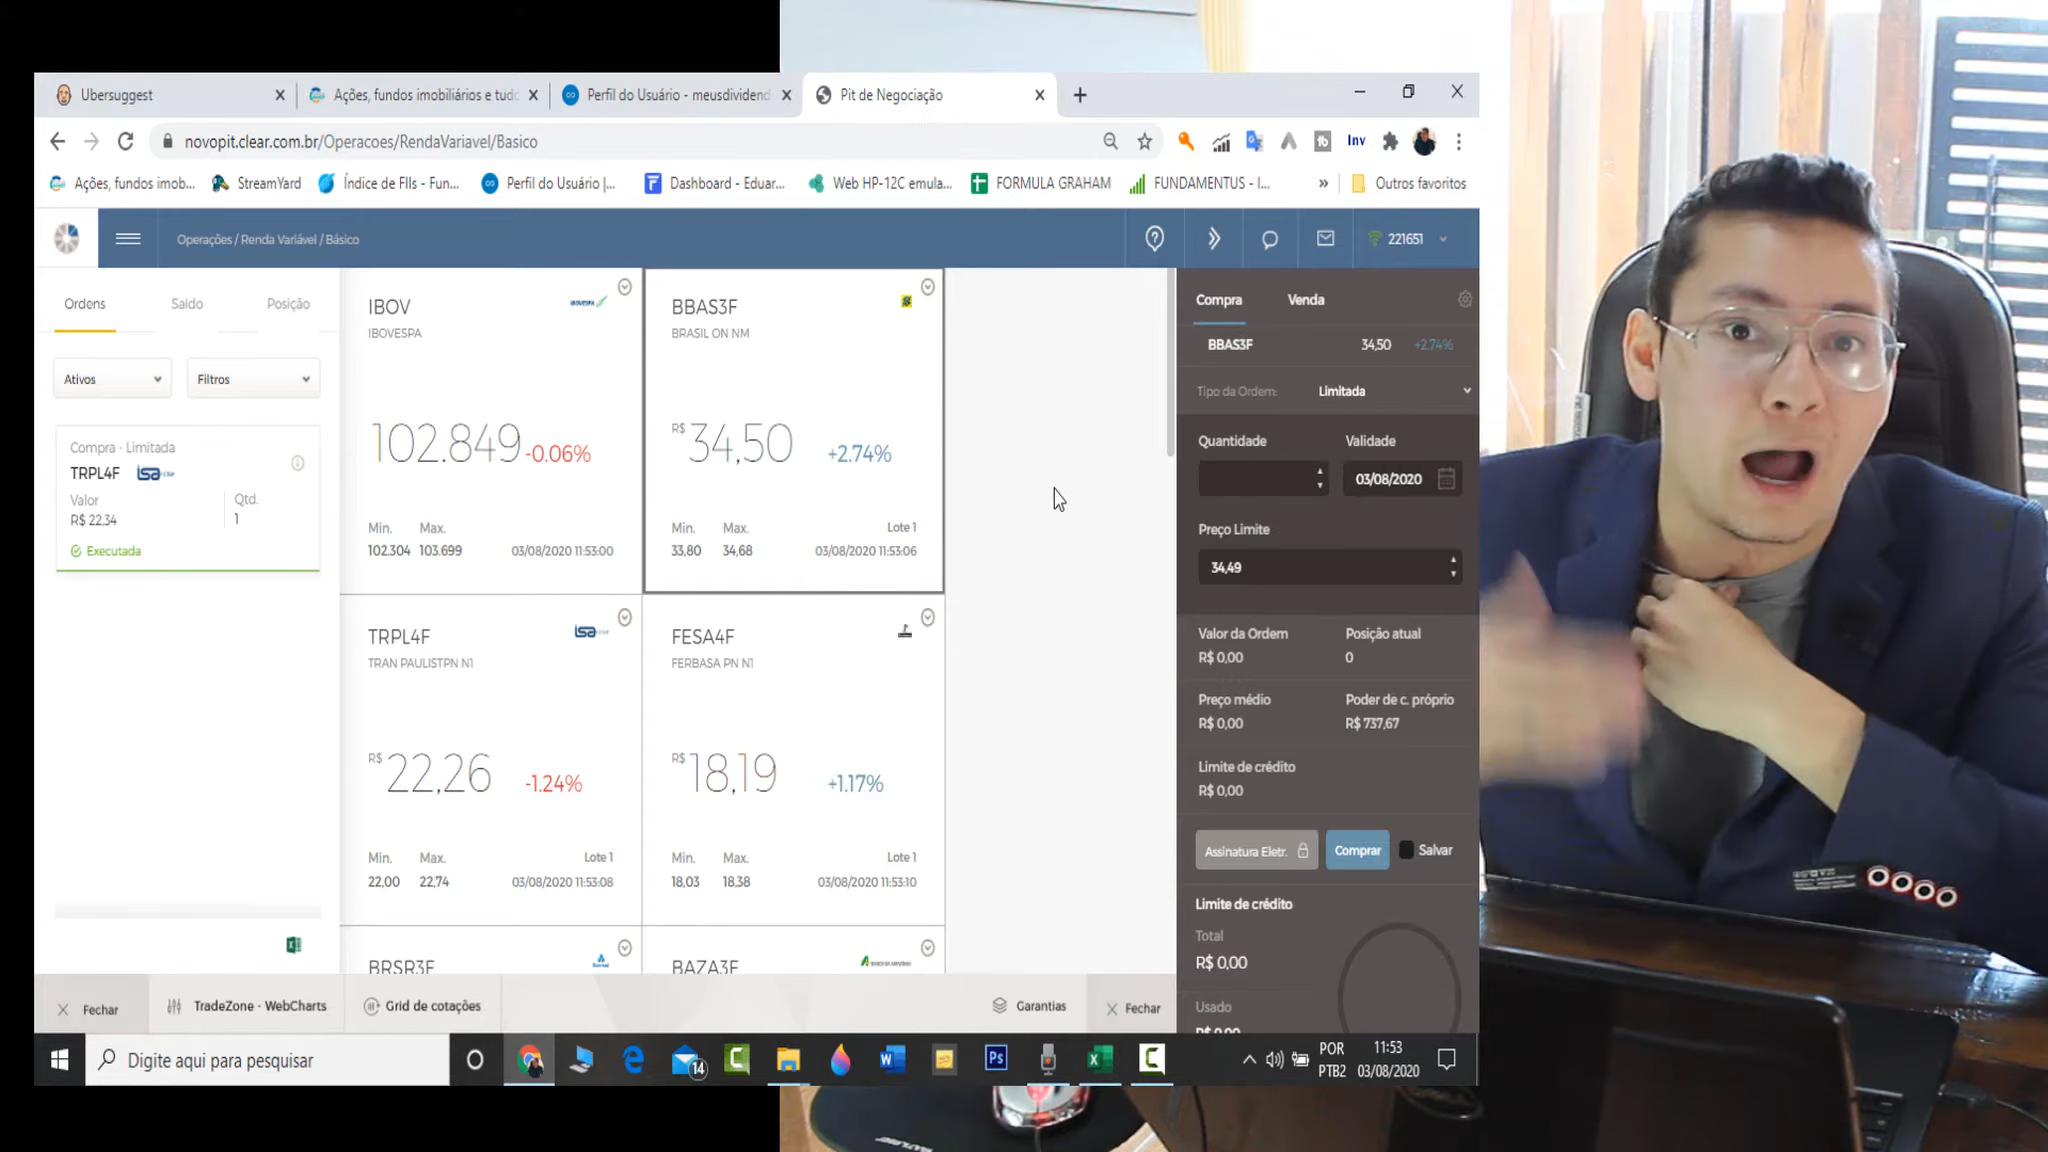 Ubersuggest
Ações, fundos imobiliários e tudo
Perfil do Usuário - meusdividend
Pit de Negociação
novopit.clear.com.br/Operacoes/RendaVariavel/Basico
Inv
Ações, fundos imob...
StreamYard
Índice de FIIs - Fun...
Perfil do Usuário |...
Dashboard - Eduar...
Web HP-12C emula...
FORMULA GRAHAM
FUNDAMENTUS - I...
»
Outros favoritos
Operações / Renda Variável / Básico
221651
Ordens
Saldo
Posição
Ativos
Filtros
Compra - Limitada
TRPL4F
isa
Valor
R$ 22,34
Qtd.
1
Executada
IBOV
IBOVESPA
102.849 -0.06%
Min. Max.
102.304 103.699
03/08/2020 11:53:00
BBAS3F
BRASIL ON NM
R$ 34,50 +2.74%
Min. Max. Lote 1
33,80 34,68
03/08/2020 11:53:06
TRPL4F
isa
TRAN PAULISTPN N1
R$ 22,26 -1.24%
Min. Max. Lote 1
22,00 22,74
03/08/2020 11:53:08
FESA4F
FERBASA PN N1
R$ 18,19 +1.17%
Min. Max. Lote 1
18,03 18,38
03/08/2020 11:53:10
BRSR3F
BAZA3F
Compra
Venda
BBAS3F 34,50 +2.74%
Tipo da Ordem: Limitada
Quantidade Validade
03/08/2020
Preço Limite
34,49
Valor da Ordem Posição atual
R$ 0,00 0
Preço médio Poder de c. próprio
R$ 0,00 R$ 737,67
Limite de crédito
R$ 0,00
Assinatura Eletr. Comprar Salvar
Limite de crédito
Total
R$ 0,00
Usado
R$ 0,00
Fechar
TradeZone - WebCharts
Grid de cotações
Garantias
Fechar
Digite aqui para pesquisar
14
Ps
POR
PTB2
11:53
03/08/2020